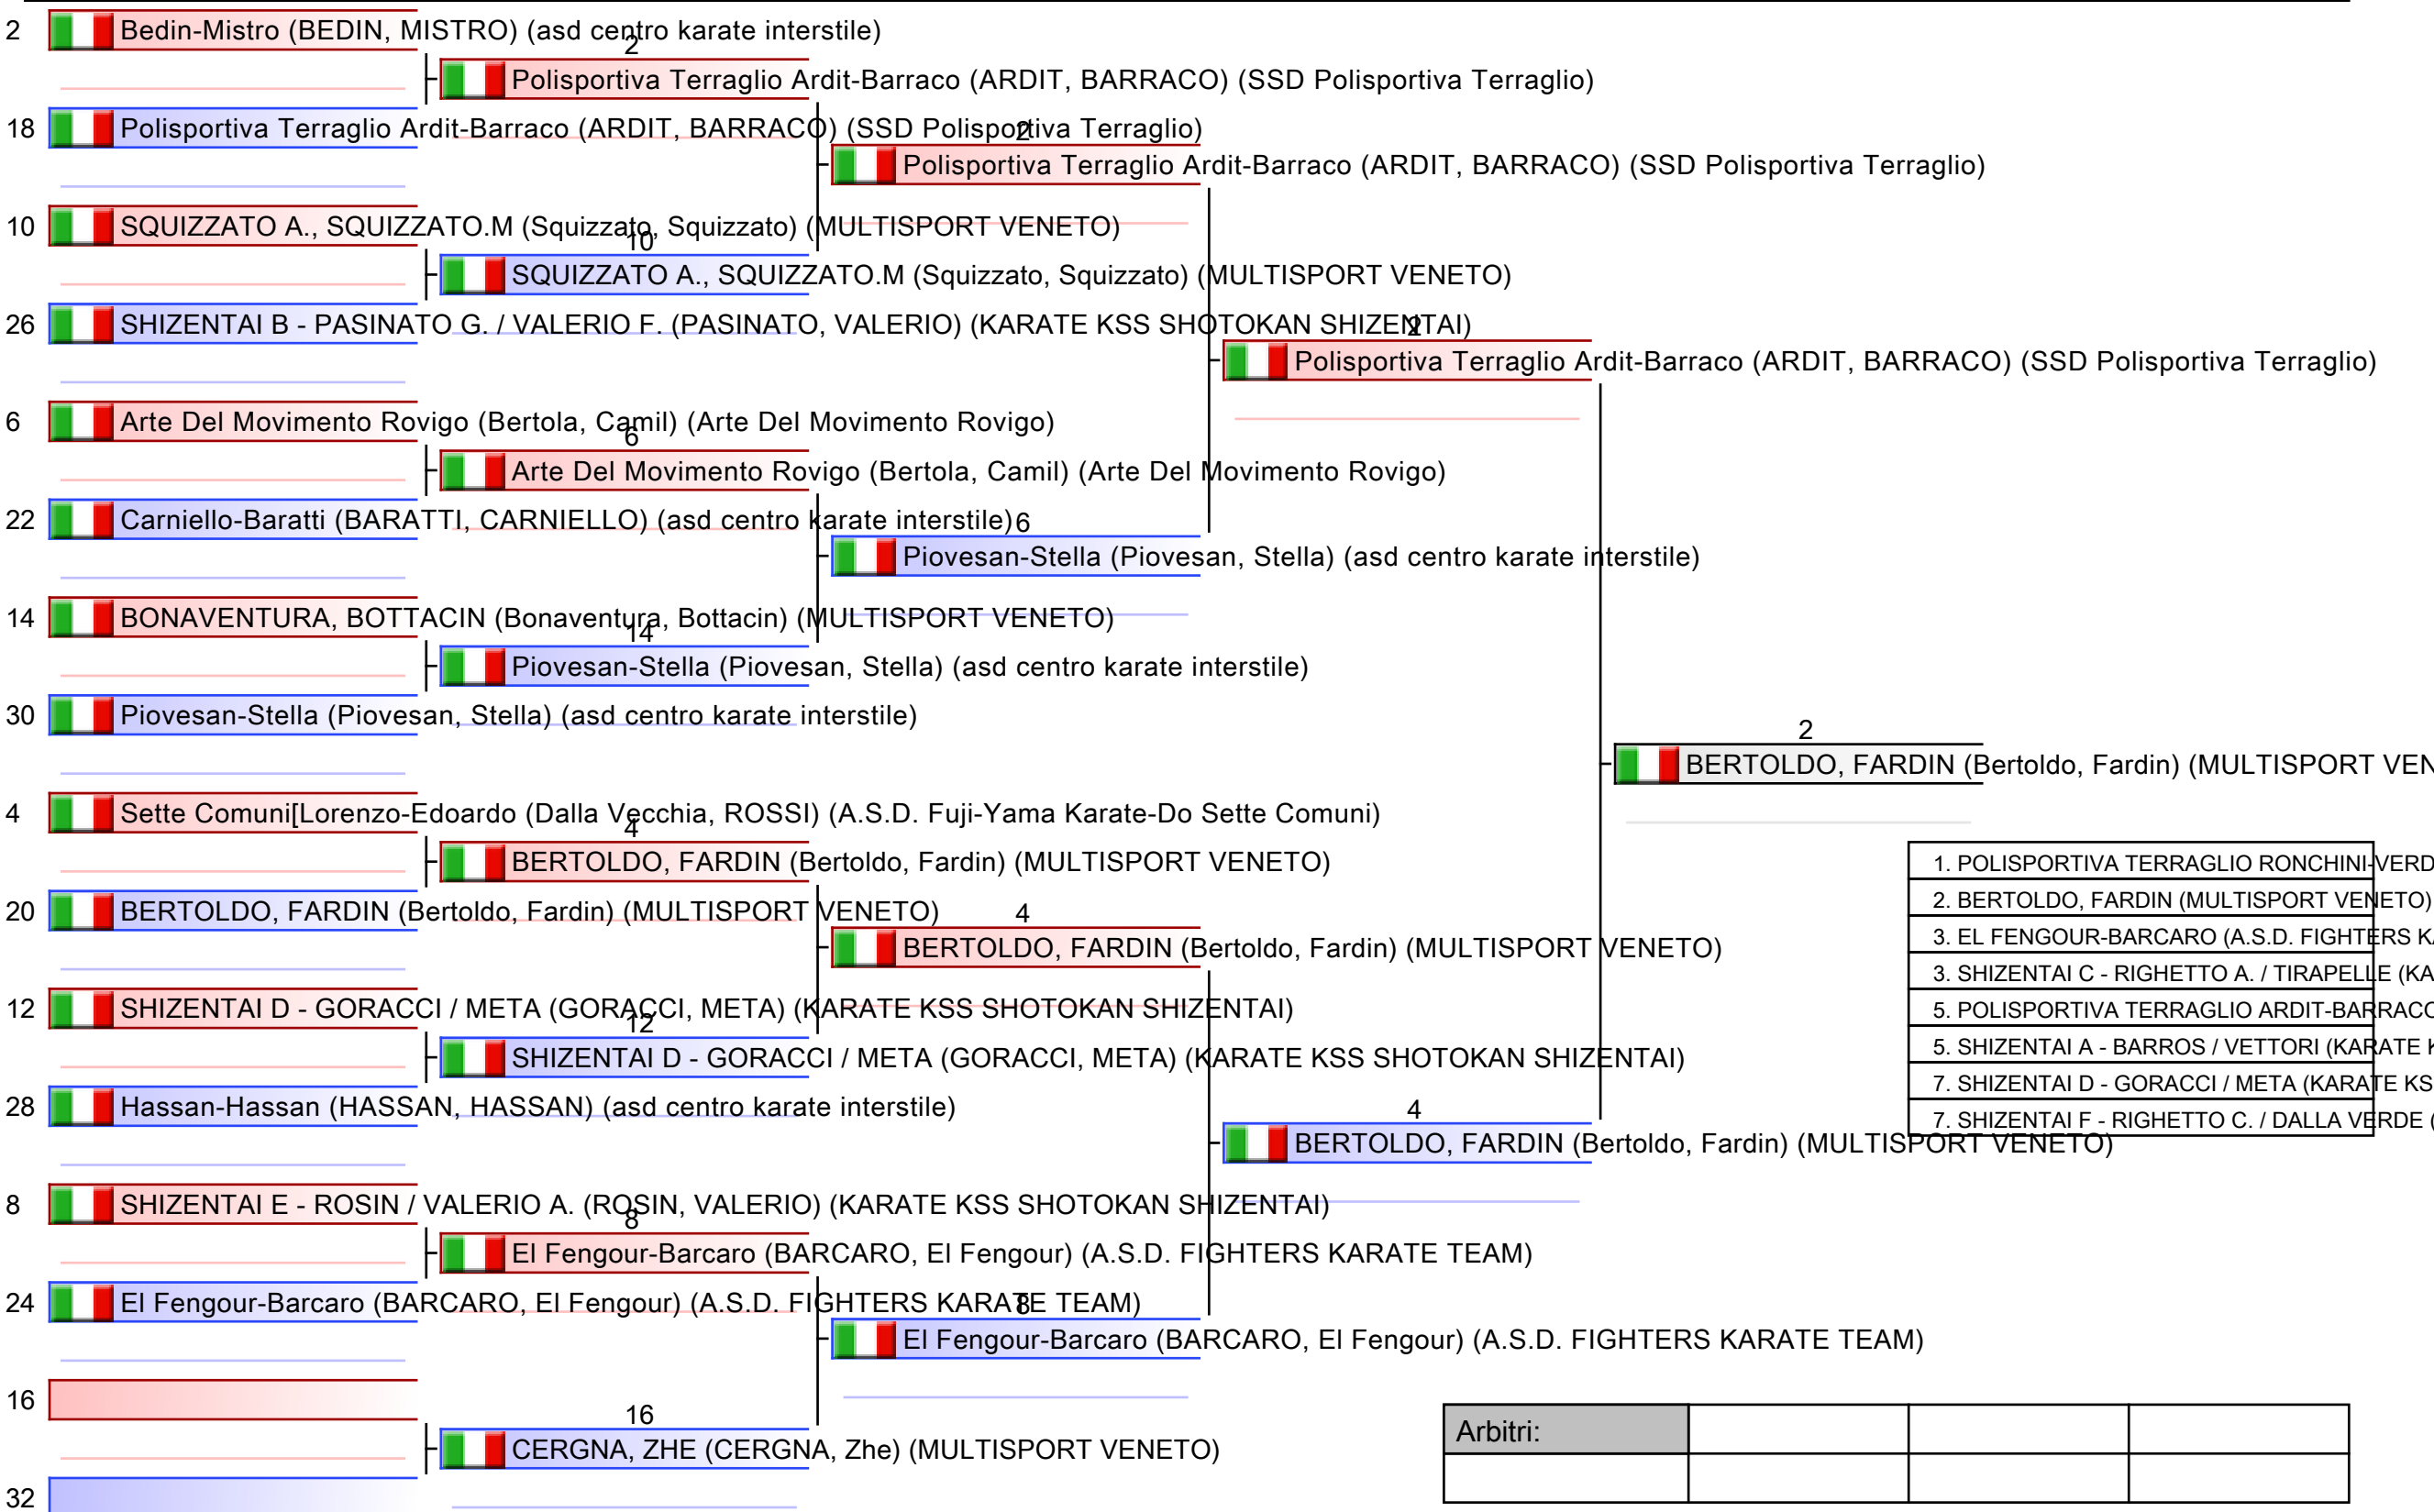 2 Bedin-Mistro (BEDIN, MISTRO) (asd centro karate interstile)
2
Polisportiva Terraglio Ardit-Barraco (ARDIT, BARRACO) (SSD Polisportiva Terraglio)
18 Polisportiva Terraglio Ardit-Barraco (ARDIT, BARRACO) (SSD Polisportiva Terraglio)
2
Polisportiva Terraglio Ardit-Barraco (ARDIT, BARRACO) (SSD Polisportiva Terraglio)
10 SQUIZZATO A., SQUIZZATO.M (Squizzato, Squizzato) (MULTISPORT VENETO)
10
SQUIZZATO A., SQUIZZATO.M (Squizzato, Squizzato) (MULTISPORT VENETO)
26 SHIZENTAI B - PASINATO G. / VALERIO F. (PASINATO, VALERIO) (KARATE KSS SHOTOKAN SHIZENTAI)
2
Polisportiva Terraglio Ardit-Barraco (ARDIT, BARRACO) (SSD Polisportiva Terraglio)
6 Arte Del Movimento Rovigo (Bertola, Camil) (Arte Del Movimento Rovigo)
6
Arte Del Movimento Rovigo (Bertola, Camil) (Arte Del Movimento Rovigo)
22 Carniello-Baratti (BARATTI, CARNIELLO) (asd centro karate interstile)
6
Piovesan-Stella (Piovesan, Stella) (asd centro karate interstile)
14 BONAVENTURA, BOTTACIN (Bonaventura, Bottacin) (MULTISPORT VENETO)
14
Piovesan-Stella (Piovesan, Stella) (asd centro karate interstile)
30 Piovesan-Stella (Piovesan, Stella) (asd centro karate interstile)
2
BERTOLDO, FARDIN (Bertoldo, Fardin) (MULTISPORT VEN
4 Sette Comuni[Lorenzo-Edoardo (Dalla Vecchia, ROSSI) (A.S.D. Fuji-Yama Karate-Do Sette Comuni)
4
BERTOLDO, FARDIN (Bertoldo, Fardin) (MULTISPORT VENETO)
1. POLISPORTIVA TERRAGLIO RONCHINI-VERD
2. BERTOLDO, FARDIN (MULTISPORT VENETO)
3. EL FENGOUR-BARCARO (A.S.D. FIGHTERS KA
3. SHIZENTAI C - RIGHETTO A. / TIRAPELLE (KA
5. POLISPORTIVA TERRAGLIO ARDIT-BARRACO
5. SHIZENTAI A - BARROS / VETTORI (KARATE K
7. SHIZENTAI D - GORACCI / META (KARATE KS
7. SHIZENTAI F - RIGHETTO C. / DALLA VERDE (
20 BERTOLDO, FARDIN (Bertoldo, Fardin) (MULTISPORT VENETO)
4
BERTOLDO, FARDIN (Bertoldo, Fardin) (MULTISPORT VENETO)
12 SHIZENTAI D - GORACCI / META (GORACCI, META) (KARATE KSS SHOTOKAN SHIZENTAI)
12
SHIZENTAI D - GORACCI / META (GORACCI, META) (KARATE KSS SHOTOKAN SHIZENTAI)
28 Hassan-Hassan (HASSAN, HASSAN) (asd centro karate interstile)
4
BERTOLDO, FARDIN (Bertoldo, Fardin) (MULTISPORT VENETO)
8 SHIZENTAI E - ROSIN / VALERIO A. (ROSIN, VALERIO) (KARATE KSS SHOTOKAN SHIZENTAI)
8
El Fengour-Barcaro (BARCARO, El Fengour) (A.S.D. FIGHTERS KARATE TEAM)
24 El Fengour-Barcaro (BARCARO, El Fengour) (A.S.D. FIGHTERS KARATE TEAM)
8
El Fengour-Barcaro (BARCARO, El Fengour) (A.S.D. FIGHTERS KARATE TEAM)
16
16
CERGNA, ZHE (CERGNA, Zhe) (MULTISPORT VENETO)
32
Arbitri: